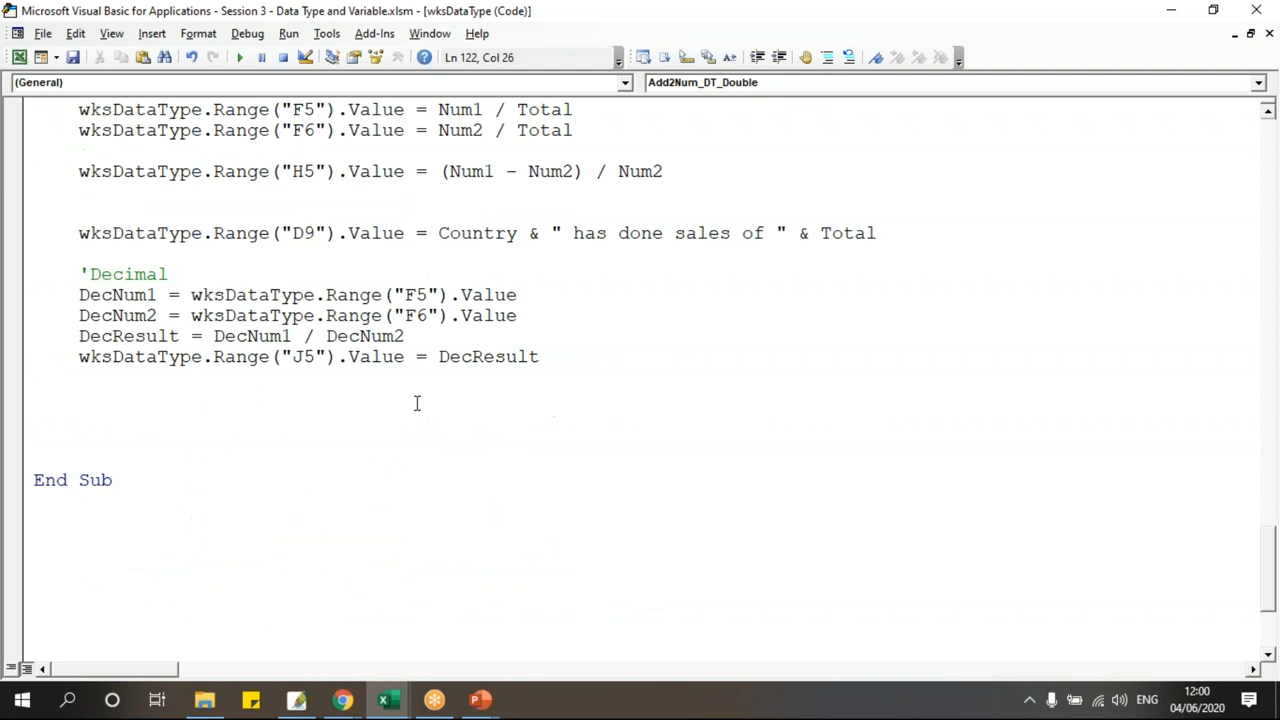 Microsoft Visual Basic for Applications - Session 3 - Data Type and Variable.xlsm - [wksDataType (Code)]
File Edit View Insert Format Debug Run Tools Add-Ins Window Help
Ln 122, Col 26
(General) Add2Num_DT_Double
wksDataType.Range("F5").Value = Num1 / Total
wksDataType.Range("F6").Value = Num2 / Total
wksDataType.Range("H5").Value = (Num1 - Num2) / Num2
wksDataType.Range("D9").Value = Country & " has done sales of " & Total
'Decimal
DecNum1 = wksDataType.Range("F5").Value
DecNum2 = wksDataType.Range("F6").Value
DecResult = DecNum1 / DecNum2
wksDataType.Range("J5").Value = DecResult
End Sub
ENG
12:00
04/06/2020